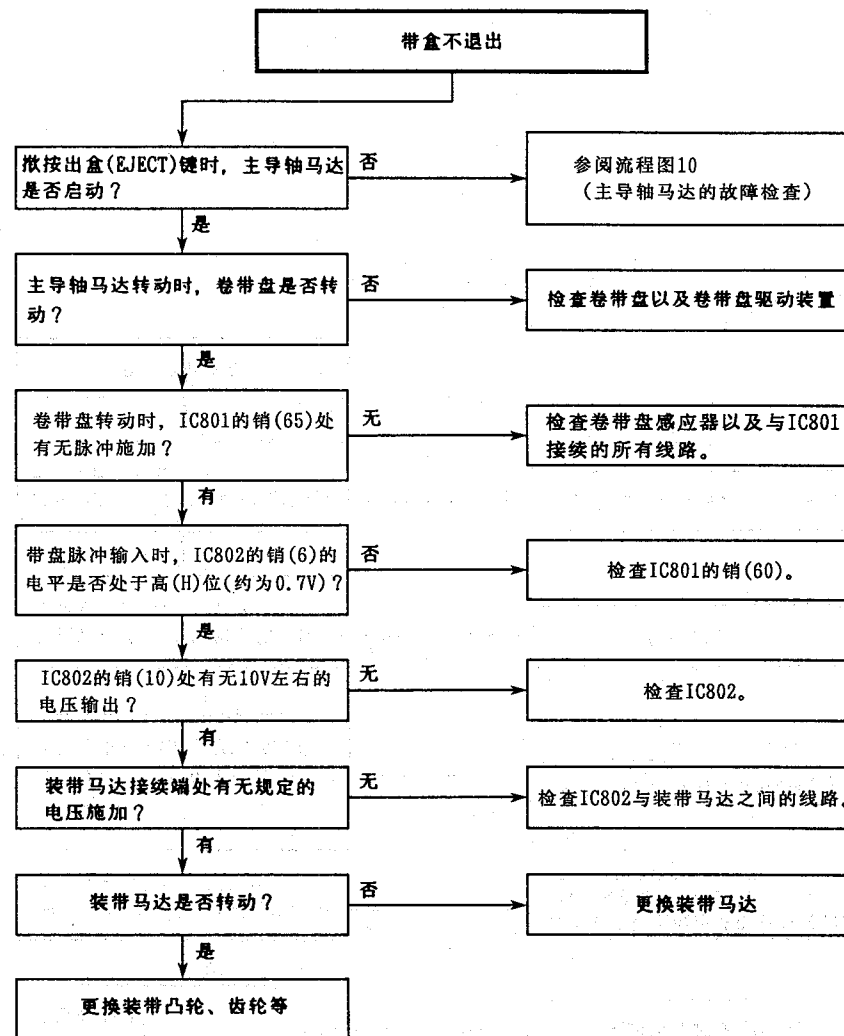 带盒不退出
揿按出盒(EJECT)键时，主导轴马达
是否启动？
否
参阅流程图10
（主导轴马达的故障检查）
是
主导轴马达转动时，卷带盘是否转
动？
否
检查卷带盘以及卷带盘驱动装置
是
卷带盘转动时，IC801的销(65)处
有无脉冲施加？
无
检查卷带盘感应器以及与IC801
接续的所有线路。
有
带盘脉冲输入时，IC802的销(6)的
电平是否处于高(H)位(约为0.7V)？
否
检查IC801的销(60)。
是
IC802的销(10)处有无10V左右的
电压输出？
无
检查IC802。
有
装带马达接续端处有无规定的
电压施加？
无
检查IC802与装带马达之间的线路。
有
装带马达是否转动？
否
更换装带马达
是
更换装带凸轮、齿轮等